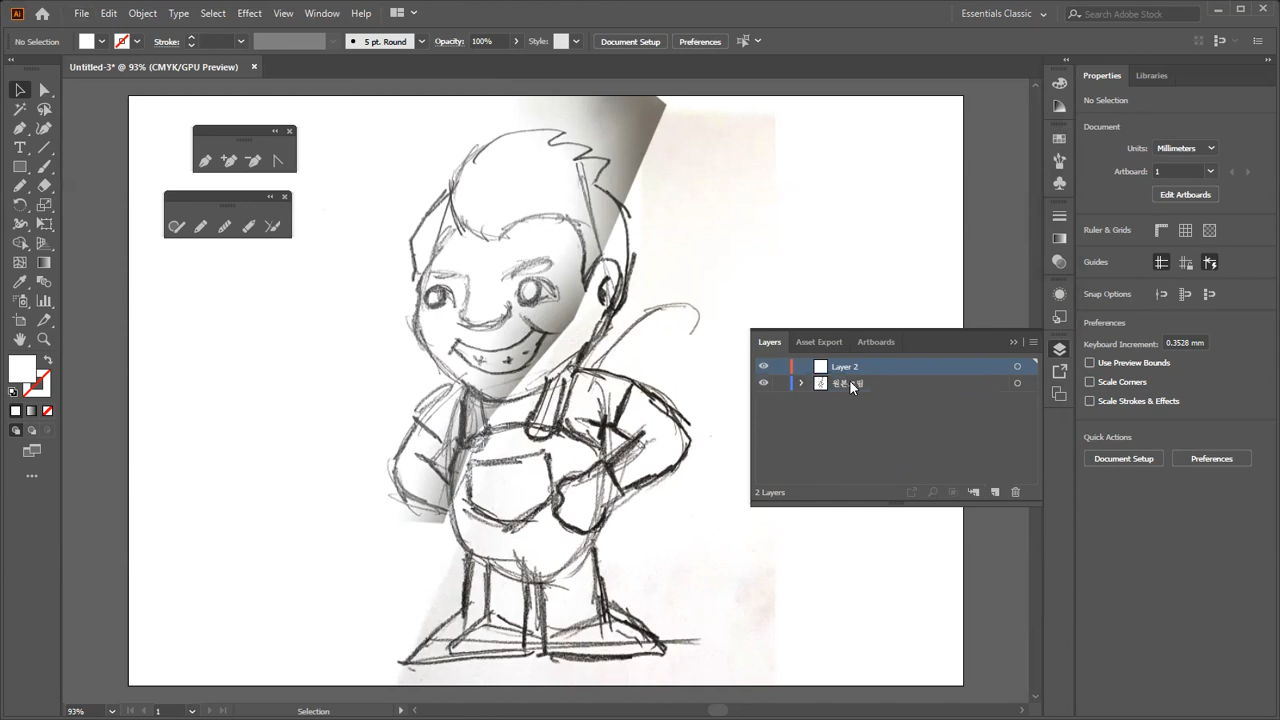 Ai File Edit Object Type Select Effect View Window Help Essentials Classic Search Adobe Stock
No Selection Stroke: 5 pt. Round Opacity: 100% Style: Document Setup Preferences
Untitled-3* @ 93% (CMYK/GPU Preview)
Properties Libraries
No Selection
Document
Units: Millimeters
Artboard: 1
Edit Artboards
Ruler & Grids
Guides
Snap Options
Preferences
Keyboard Increment: 0.3528 mm
Use Preview Bounds
Scale Corners
Scale Strokes & Effects
Quick Actions
Document Setup Preferences
Layers Asset Export Artboards
Layer 2
2 Layers
93% 1 Selection